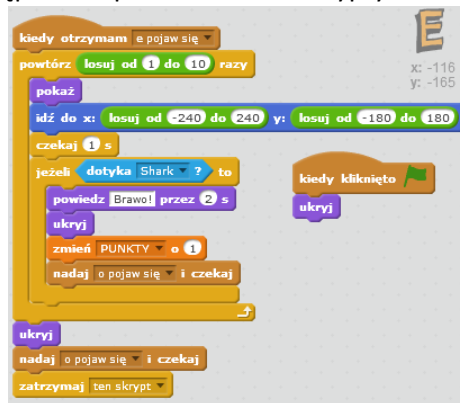 kiedy otrzymam e pojaw się
powtórz losuj od 1 do 10 razy
pokaż
idź do x: losuj od -240 do 240 y: losuj od -180 do 180
czekaj 1 s
jeżeli dotyka Shark ? to
powiedz Brawo! przez 2 s
ukryj
zmień PUNKTY o 1
nadaj o pojaw się i czekaj
ukryj
nadaj o pojaw się i czekaj
zatrzymaj ten skrypt
kiedy kliknięto
ukryj
E
x: -116
y: -165